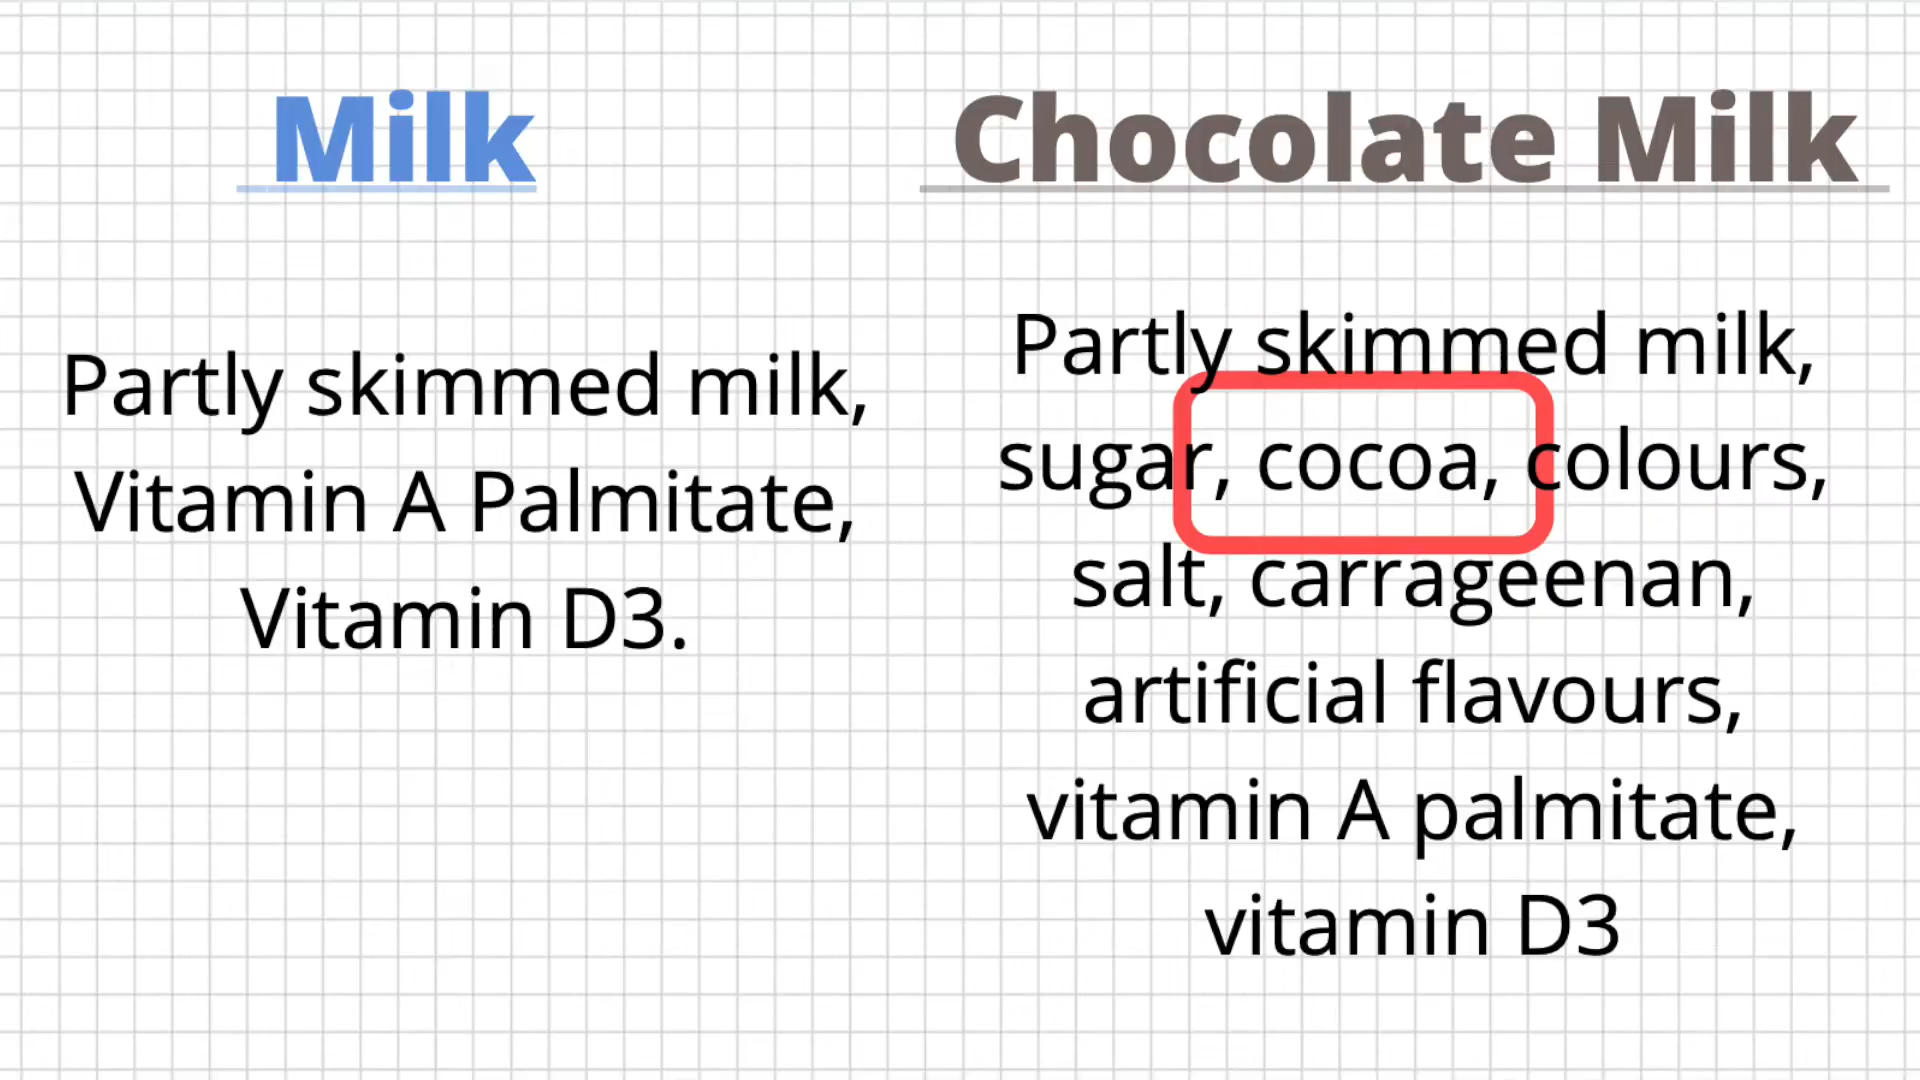 Milk
Partly skimmed milk,
Vitamin A Palmitate,
Vitamin D3.
Chocolate Milk
Partly skimmed milk,
sugar, cocoa, colours,
salt, carrageenan,
artificial flavours,
vitamin A palmitate,
vitamin D3